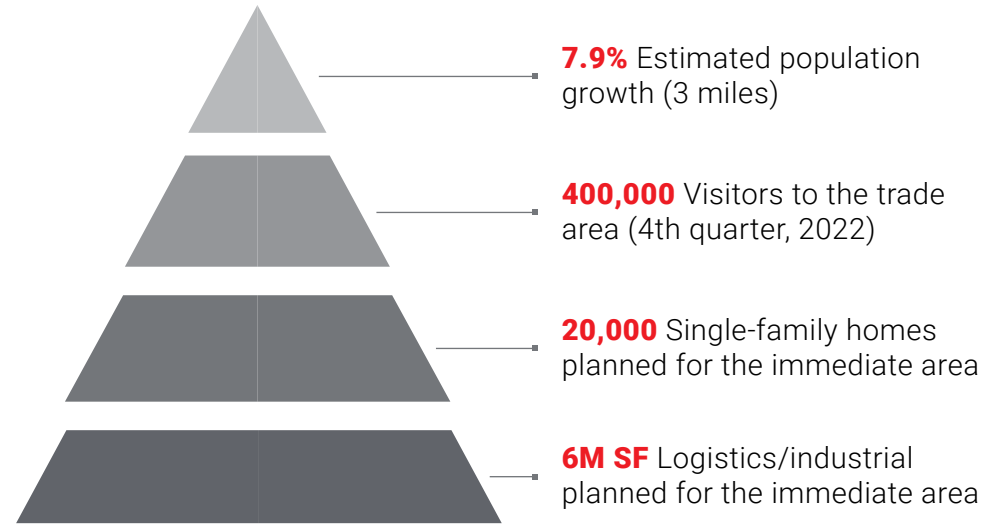 7.9% Estimated population
growth (3 miles)
400,000 Visitors to the trade
area (4th quarter, 2022)
20,000 Single-family homes
planned for the immediate area
6M SF Logistics/industrial
planned for the immediate area